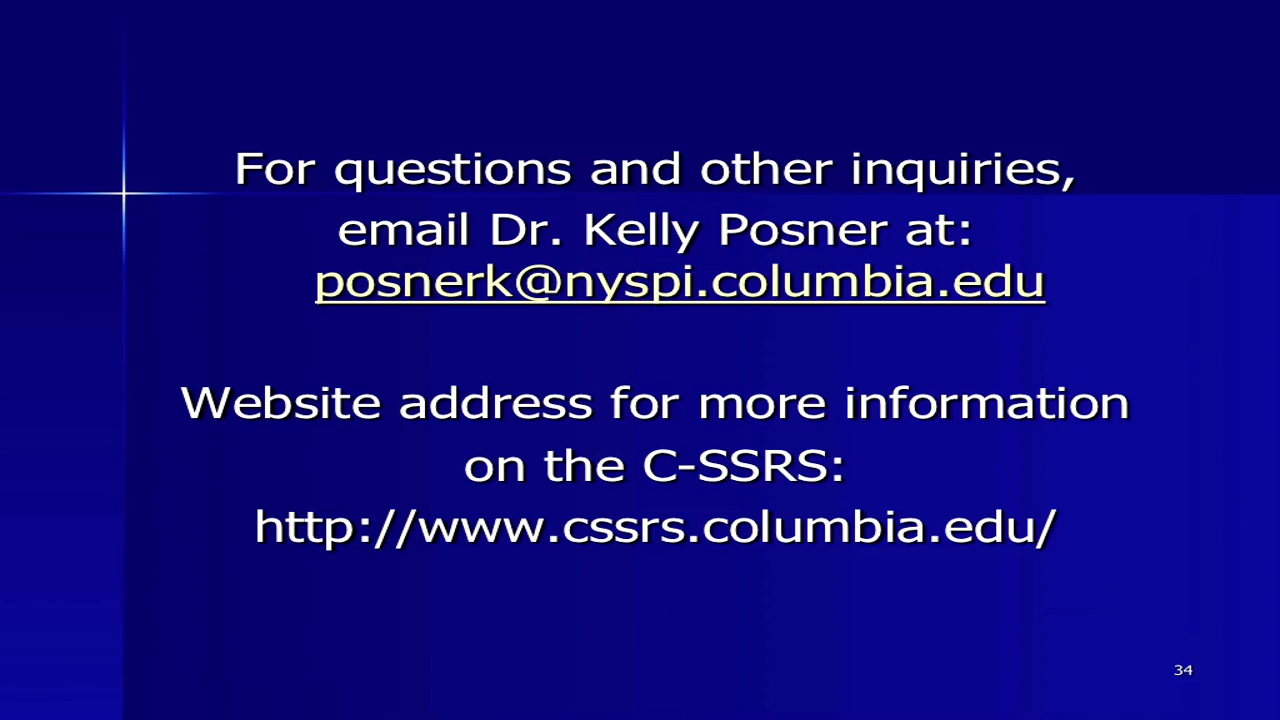 For questions and other inquiries,
email Dr. Kelly Posner at:
posnerk@nyspi.columbia.edu
Website address for more information
on the C-SSRS:
http://www.cssrs.columbia.edu/
34